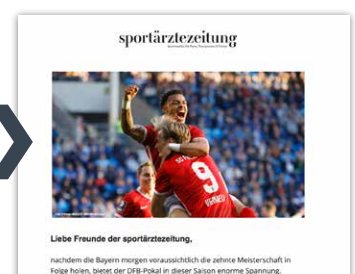 sportärztezeitung
9
Liebe Freunde der sportärztezeitung,
nachdem die Bayern morgen voraussichtlich die zehnte Meisterschaft in
Folge holen, bietet der DFB-Pokal in dieser Saison enorme Spannung.